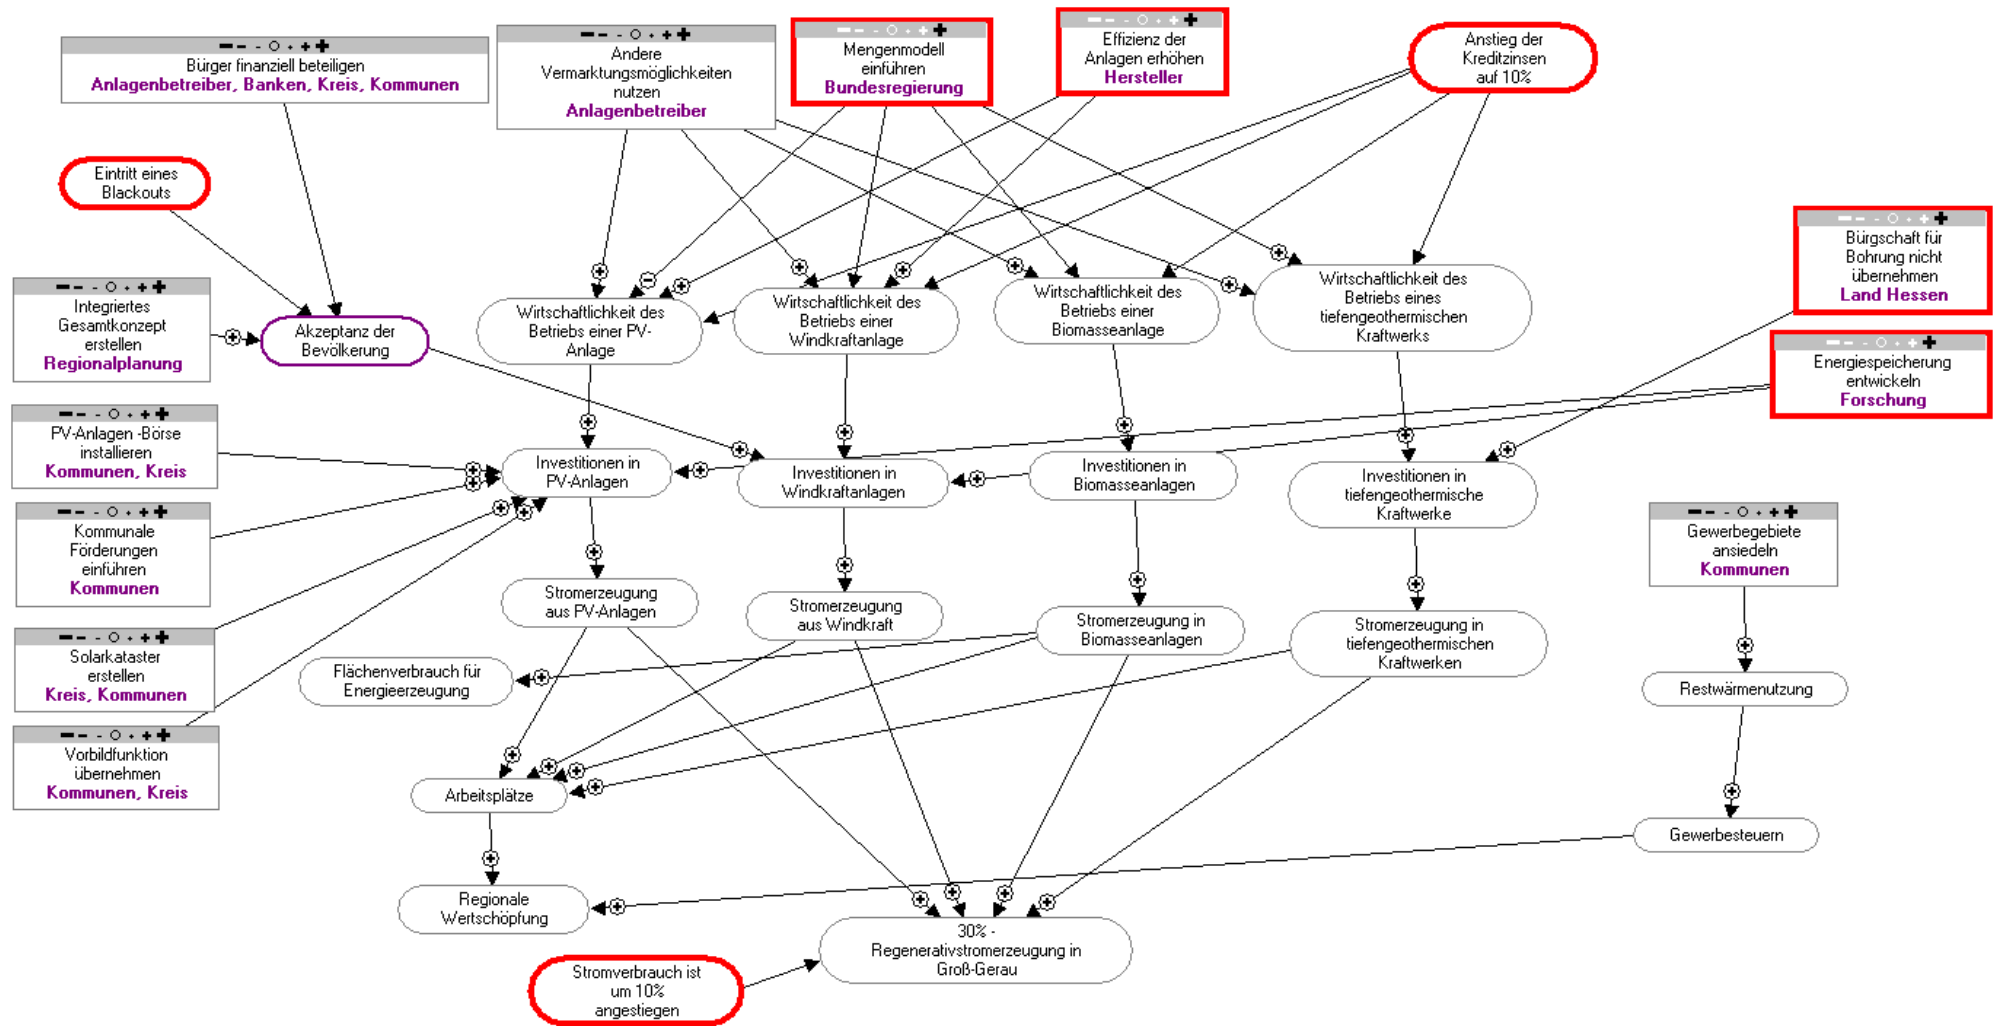 Bürger finanziell beteiligen
Anlagenbetreiber, Banken, Kreis, Kommunen
Andere
Vermarktungsmöglichkeiten
nutzen
Anlagenbetreiber
Mengenmodell
einführen
Bundesregierung
Effizienz der
Anlagen erhöhen
Hersteller
Anstieg der
Kreditzinsen
auf 10%
Eintritt eines
Blackouts
Bürgschaft für
Bohrung nicht
übernehmen
Land Hessen
Integriertes
Gesamtkonzept
erstellen
Regionalplanung
Akzeptanz der
Bevölkerung
Wirtschaftlichkeit des
Betriebs einer PV-
Anlage
Wirtschaftlichkeit des
Betriebs einer
Windkraftanlage
Wirtschaftlichkeit des
Betriebs einer
Biomasseanlage
Wirtschaftlichkeit des
Betriebs eines
tiefengeothermischen
Kraftwerks
Energiespeicherung
entwickeln
Forschung
PV-Anlagen -Börse
installieren
Kommunen, Kreis
Investitionen in
PV-Anlagen
Investitionen in
Windkraftanlagen
Investitionen in
Biomasseanlagen
Investitionen in
tiefengeothermische
Kraftwerke
Kommunale
Förderungen
einführen
Kommunen
Gewerbegebiete
ansiedeln
Kommunen
Stromerzeugung
aus PV-Anlagen
Stromerzeugung
aus Windkraft
Stromerzeugung in
Biomasseanlagen
Stromerzeugung in
tiefengeothermischen
Kraftwerken
Solarkataster
erstellen
Kreis, Kommunen
Flächenverbrauch für
Energieerzeugung
Restwärmenutzung
Vorbildfunktion
übernehmen
Kommunen, Kreis
Arbeitsplätze
Gewerbesteuern
Regionale
Wertschöpfung
30% -
Regenerativstromerzeugung in
Groß-Gerau
Stromverbrauch ist
um 10%
angestiegen